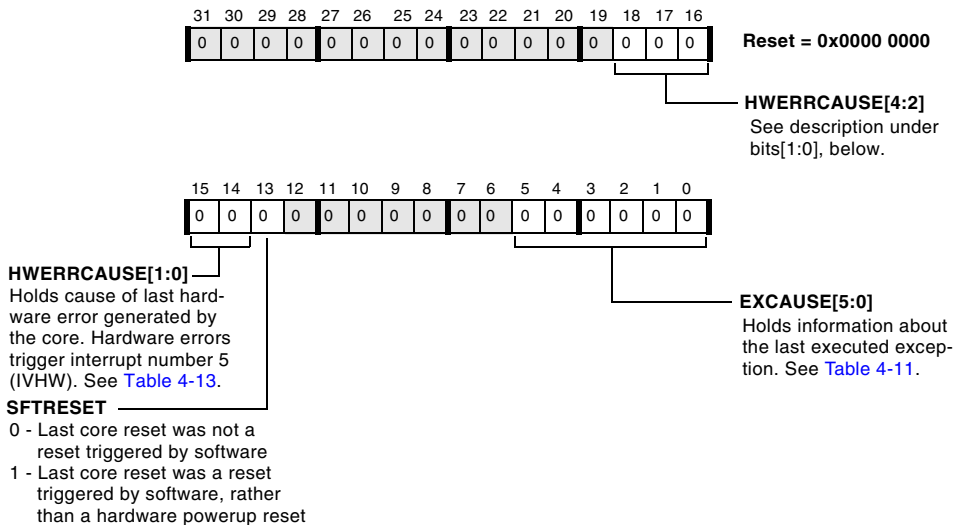 31 30 29 28 27 26 25 24 23 22 21 20 19 18 17 16
0 0 0 0 0 0 0 0 0 0 0 0 0 0 0 0
Reset = 0x0000 0000
HWERRCAUSE[4:2]
See description under
bits[1:0], below.
15 14 13 12 11 10 9 8 7 6 5 4 3 2 1 0
0 0 0 0 0 0 0 0 0 0 0 0 0 0 0 0
HWERRCAUSE[1:0]
Holds cause of last hard-
ware error generated by
the core. Hardware errors
trigger interrupt number 5
(IVHW). See Table 4-13.
EXCAUSE[5:0]
Holds information about
the last executed excep-
tion. See Table 4-11.
SFTRESET
0 - Last core reset was not a
reset triggered by software
1 - Last core reset was a reset
triggered by software, rather
than a hardware powerup reset